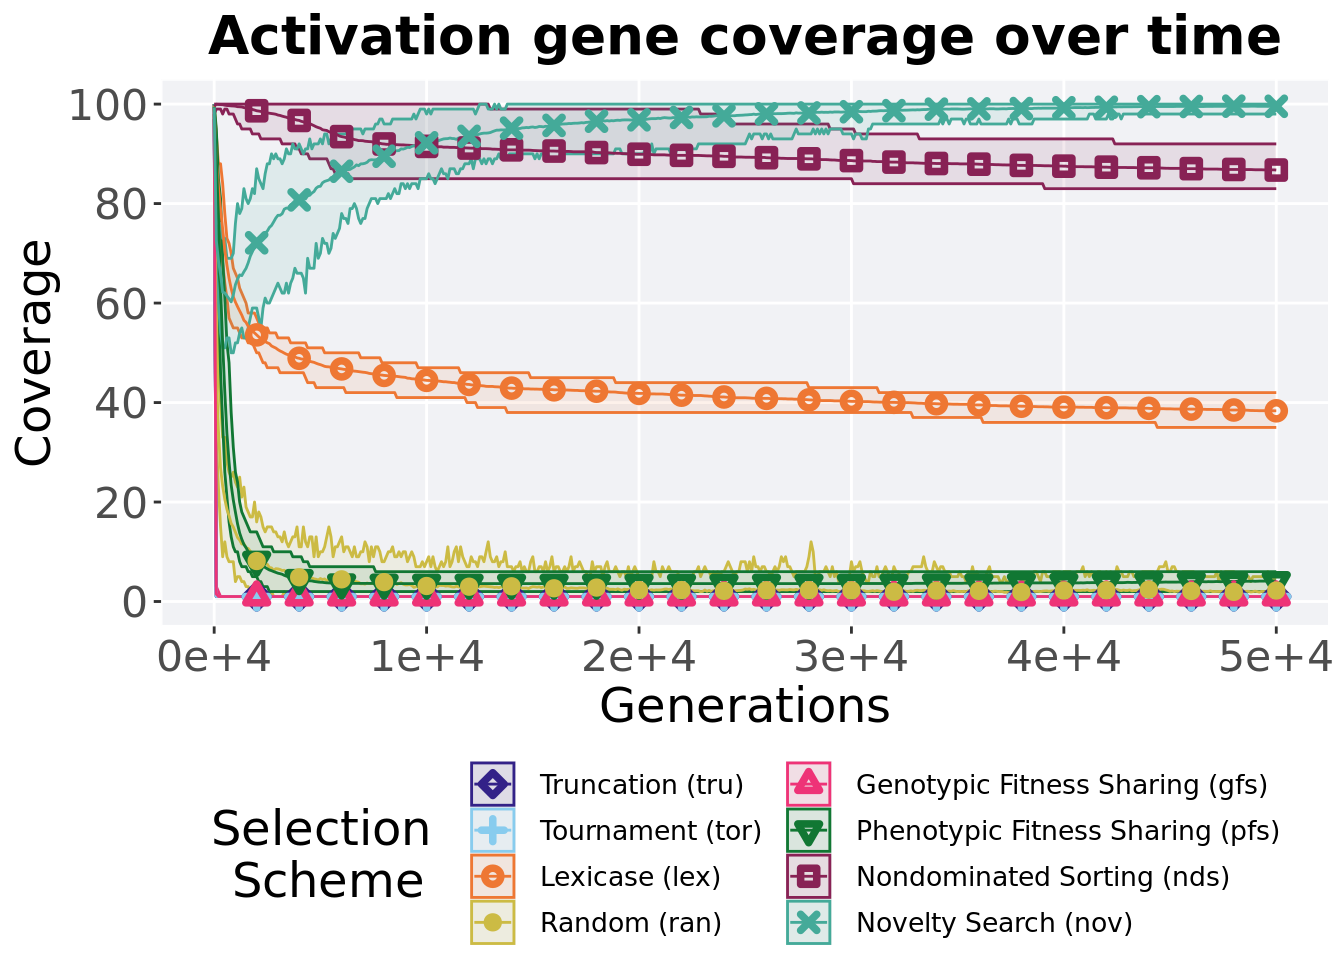 Activation gene coverage over time
Coverage
100
80
60
40
20
0
0e+4 1e+4 2e+4 3e+4 4e+4 5e+4
Generations
Selection
Scheme
Truncation (tru)
Tournament (tor)
Lexicase (lex)
Random (ran)
Genotypic Fitness Sharing (gfs)
Phenotypic Fitness Sharing (pfs)
Nondominated Sorting (nds)
Novelty Search (nov)